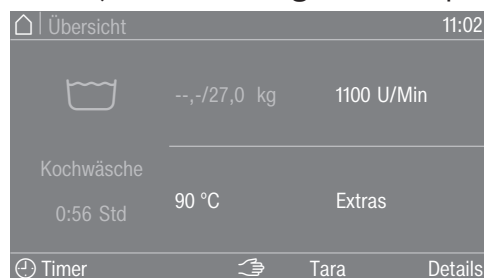 Übersicht 11:02
--,-/27,0 kg 1100 U/Min
Kochwäsche
0:56 Std
90 °C Extras
Timer Tara Details